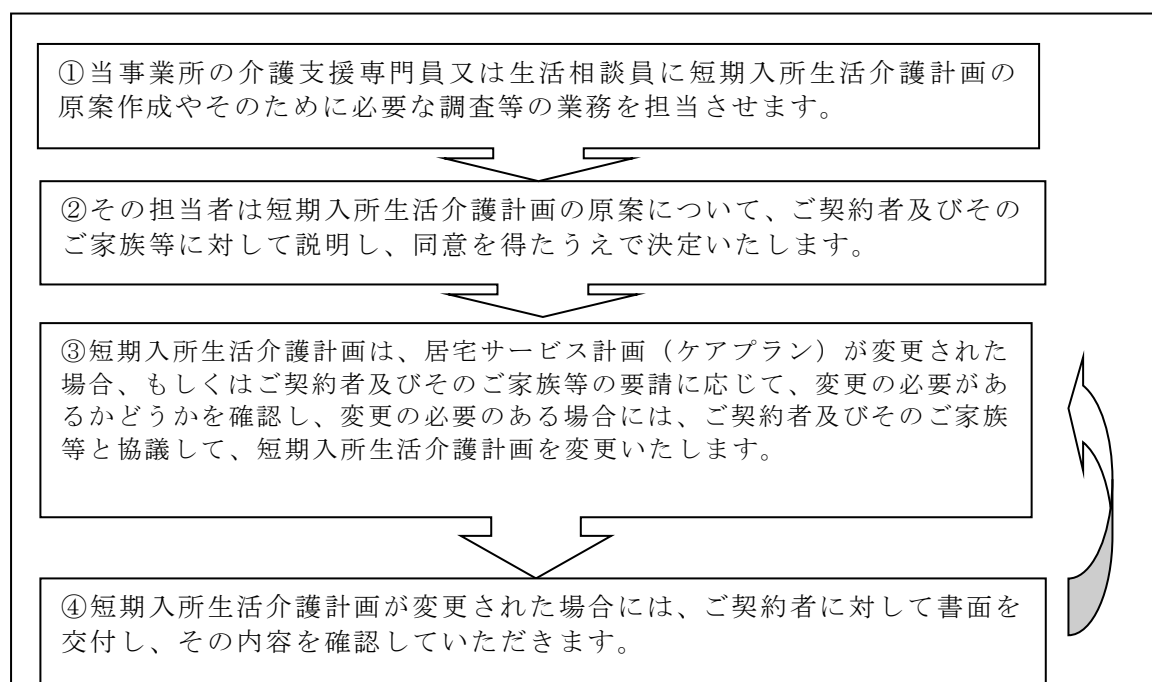 ①当事業所の介護支援専門員又は生活相談員に短期入所生活介護計画の
原案作成やそのために必要な調査等の業務を担当させます。
②その担当者は短期入所生活介護計画の原案について、ご契約者及びその
ご家族等に対して説明し、同意を得たうえで決定いたします。
③短期入所生活介護計画は、居宅サービス計画（ケアプラン）が変更された
場合、もしくはご契約者及びそのご家族等の要請に応じて、変更の必要があ
るかどうかを確認し、変更の必要のある場合には、ご契約者及びそのご家族
等と協議して、短期入所生活介護計画を変更いたします。
④短期入所生活介護計画が変更された場合には、ご契約者に対して書面を
交付し、その内容を確認していただきます。